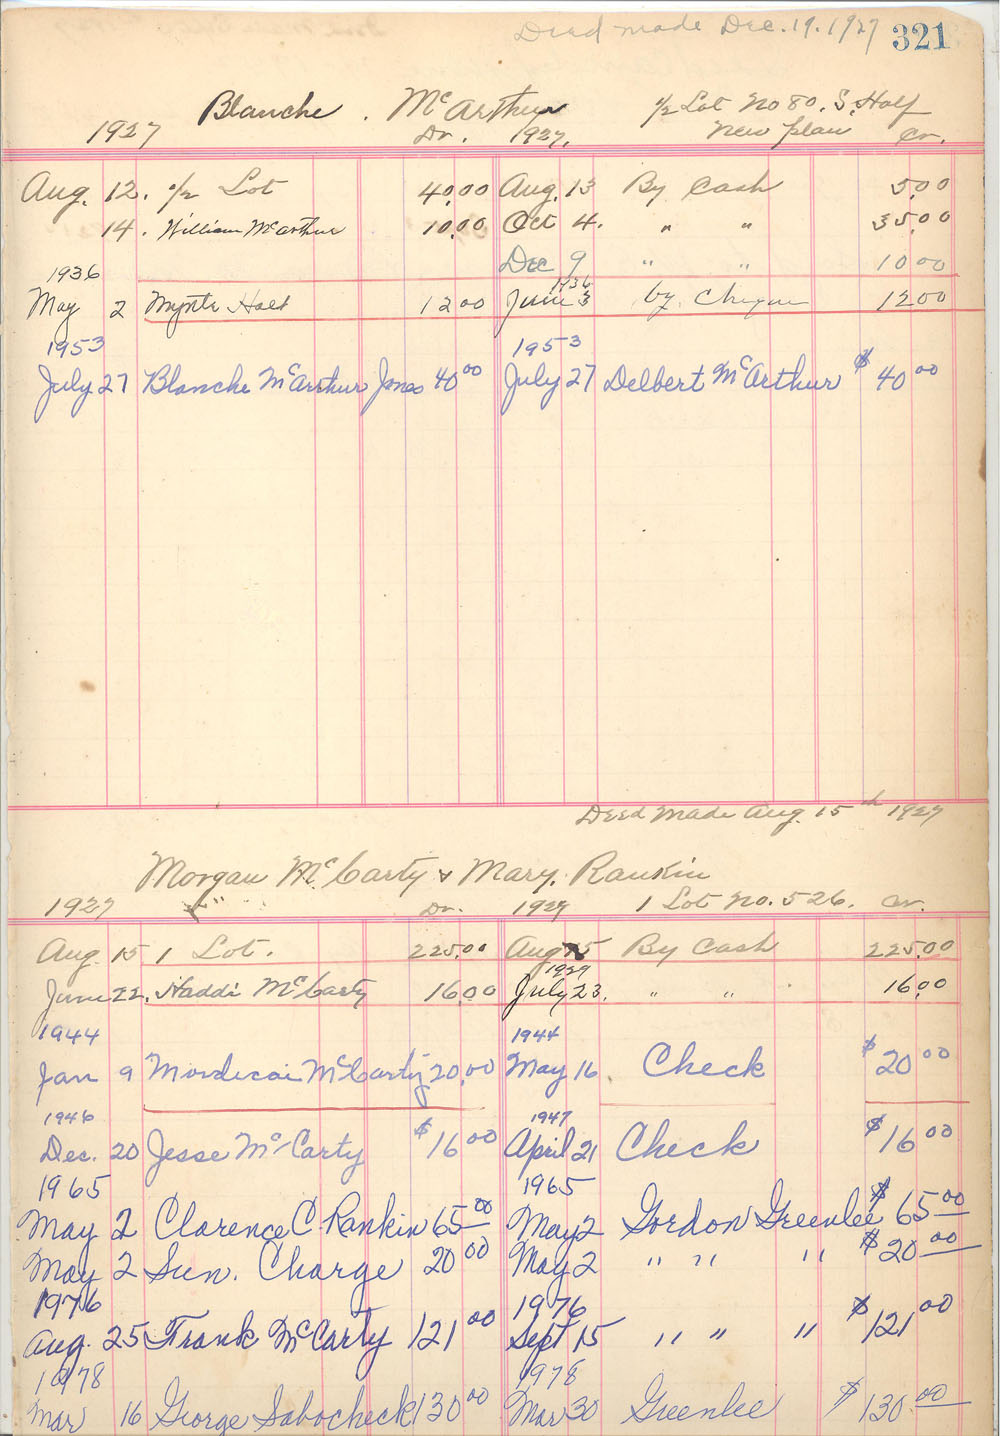 Deed made Dec. 19. 1927 321
Blanche . McArthur 1/2 Lot No 80. S. Half
1927 Dr. 1927. New plan Cr.
Aug. 12. 1/2 Lot 40.00 Aug. 13 By Cash 5.00
14. William McArthur 10.00 Oct 4. " " 35.00
Dec 9 " " 10 00
1936 1936
May 2 Holt 12 00 June 3 by Cheque 12 00
1953 1953
July 27 Blanche McArthur Jones 40 00 July 27 Delbert McArthur $ 40 00
Deed Made Aug. 15th 1927
Morgan McCarty & Mary. Rankin
1927 " Dr. 1927 1 Lot No. 526. Cr.
Aug. 15 1 Lot. 225.00 Aug 15 By Cash 225.00
June 22. Haddi McCarty 16.00 1929 July 23. " " 16.00
1944 1944
Jan 9 Mordecai McCarty 20.00 May 16 Check $ 20 00
1946 1947
Dec. 20 Jesse McCarty $ 16 00 April 21 Check $ 16 00
1965 1965
May 2 Clarence C Rankin 65 00 May 2 Gordon Greenlee $ 65 00
May 2 Sun. Charge 20 00 May 2 " " " $ 20 00
1976 1976
Aug. 25 Frank McCarty 121 00 Sept 15 " " " $ 121 00
1978 1978
Mar 16 George Sabocheck 130 00 Mar 30 Greenlee $ 130.00